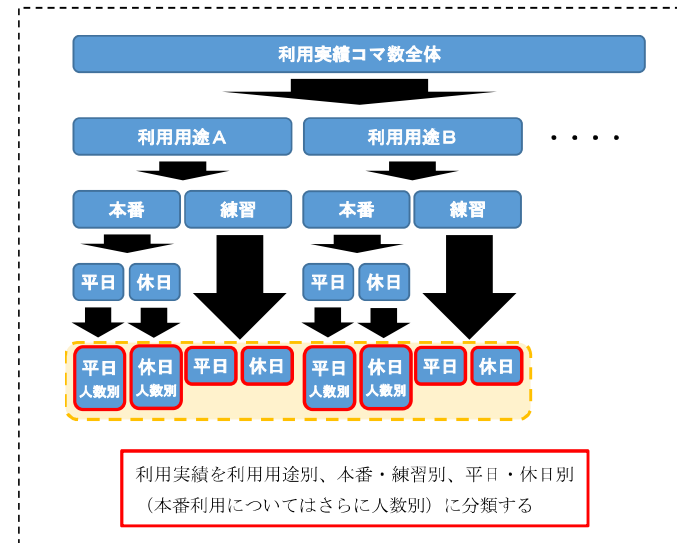 利用実績コマ数全体
利用用途A 利用用途B ・・・・
本番 練習 本番 練習
平日 休日 平日 休日
平日 休日 平日 休日 平日 休日 平日 休日
人数別 人数別 人数別 人数別
利用実績を利用用途別、本番・練習別、平日・休日別
（本番利用についてはさらに人数別）に分類する